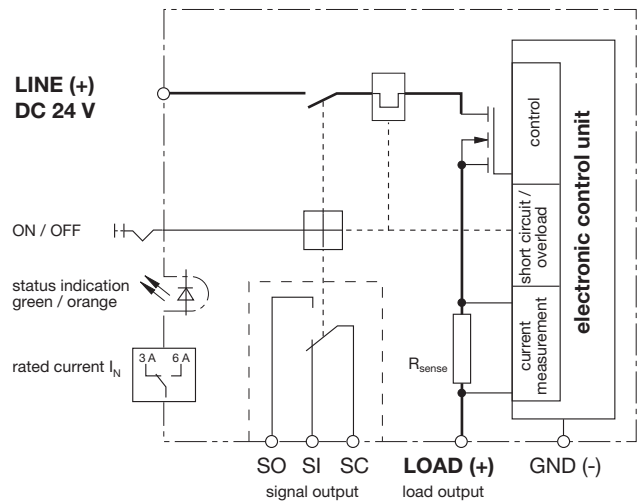 LINE (+)
DC 24 V
control
electronic control unit
ON / OFF
short circuit /
overload
status indication
green / orange
rated current IN
3 A 6 A
Rsense
current
measurement
SO SI SC LOAD (+) GND (-)
signal output load output